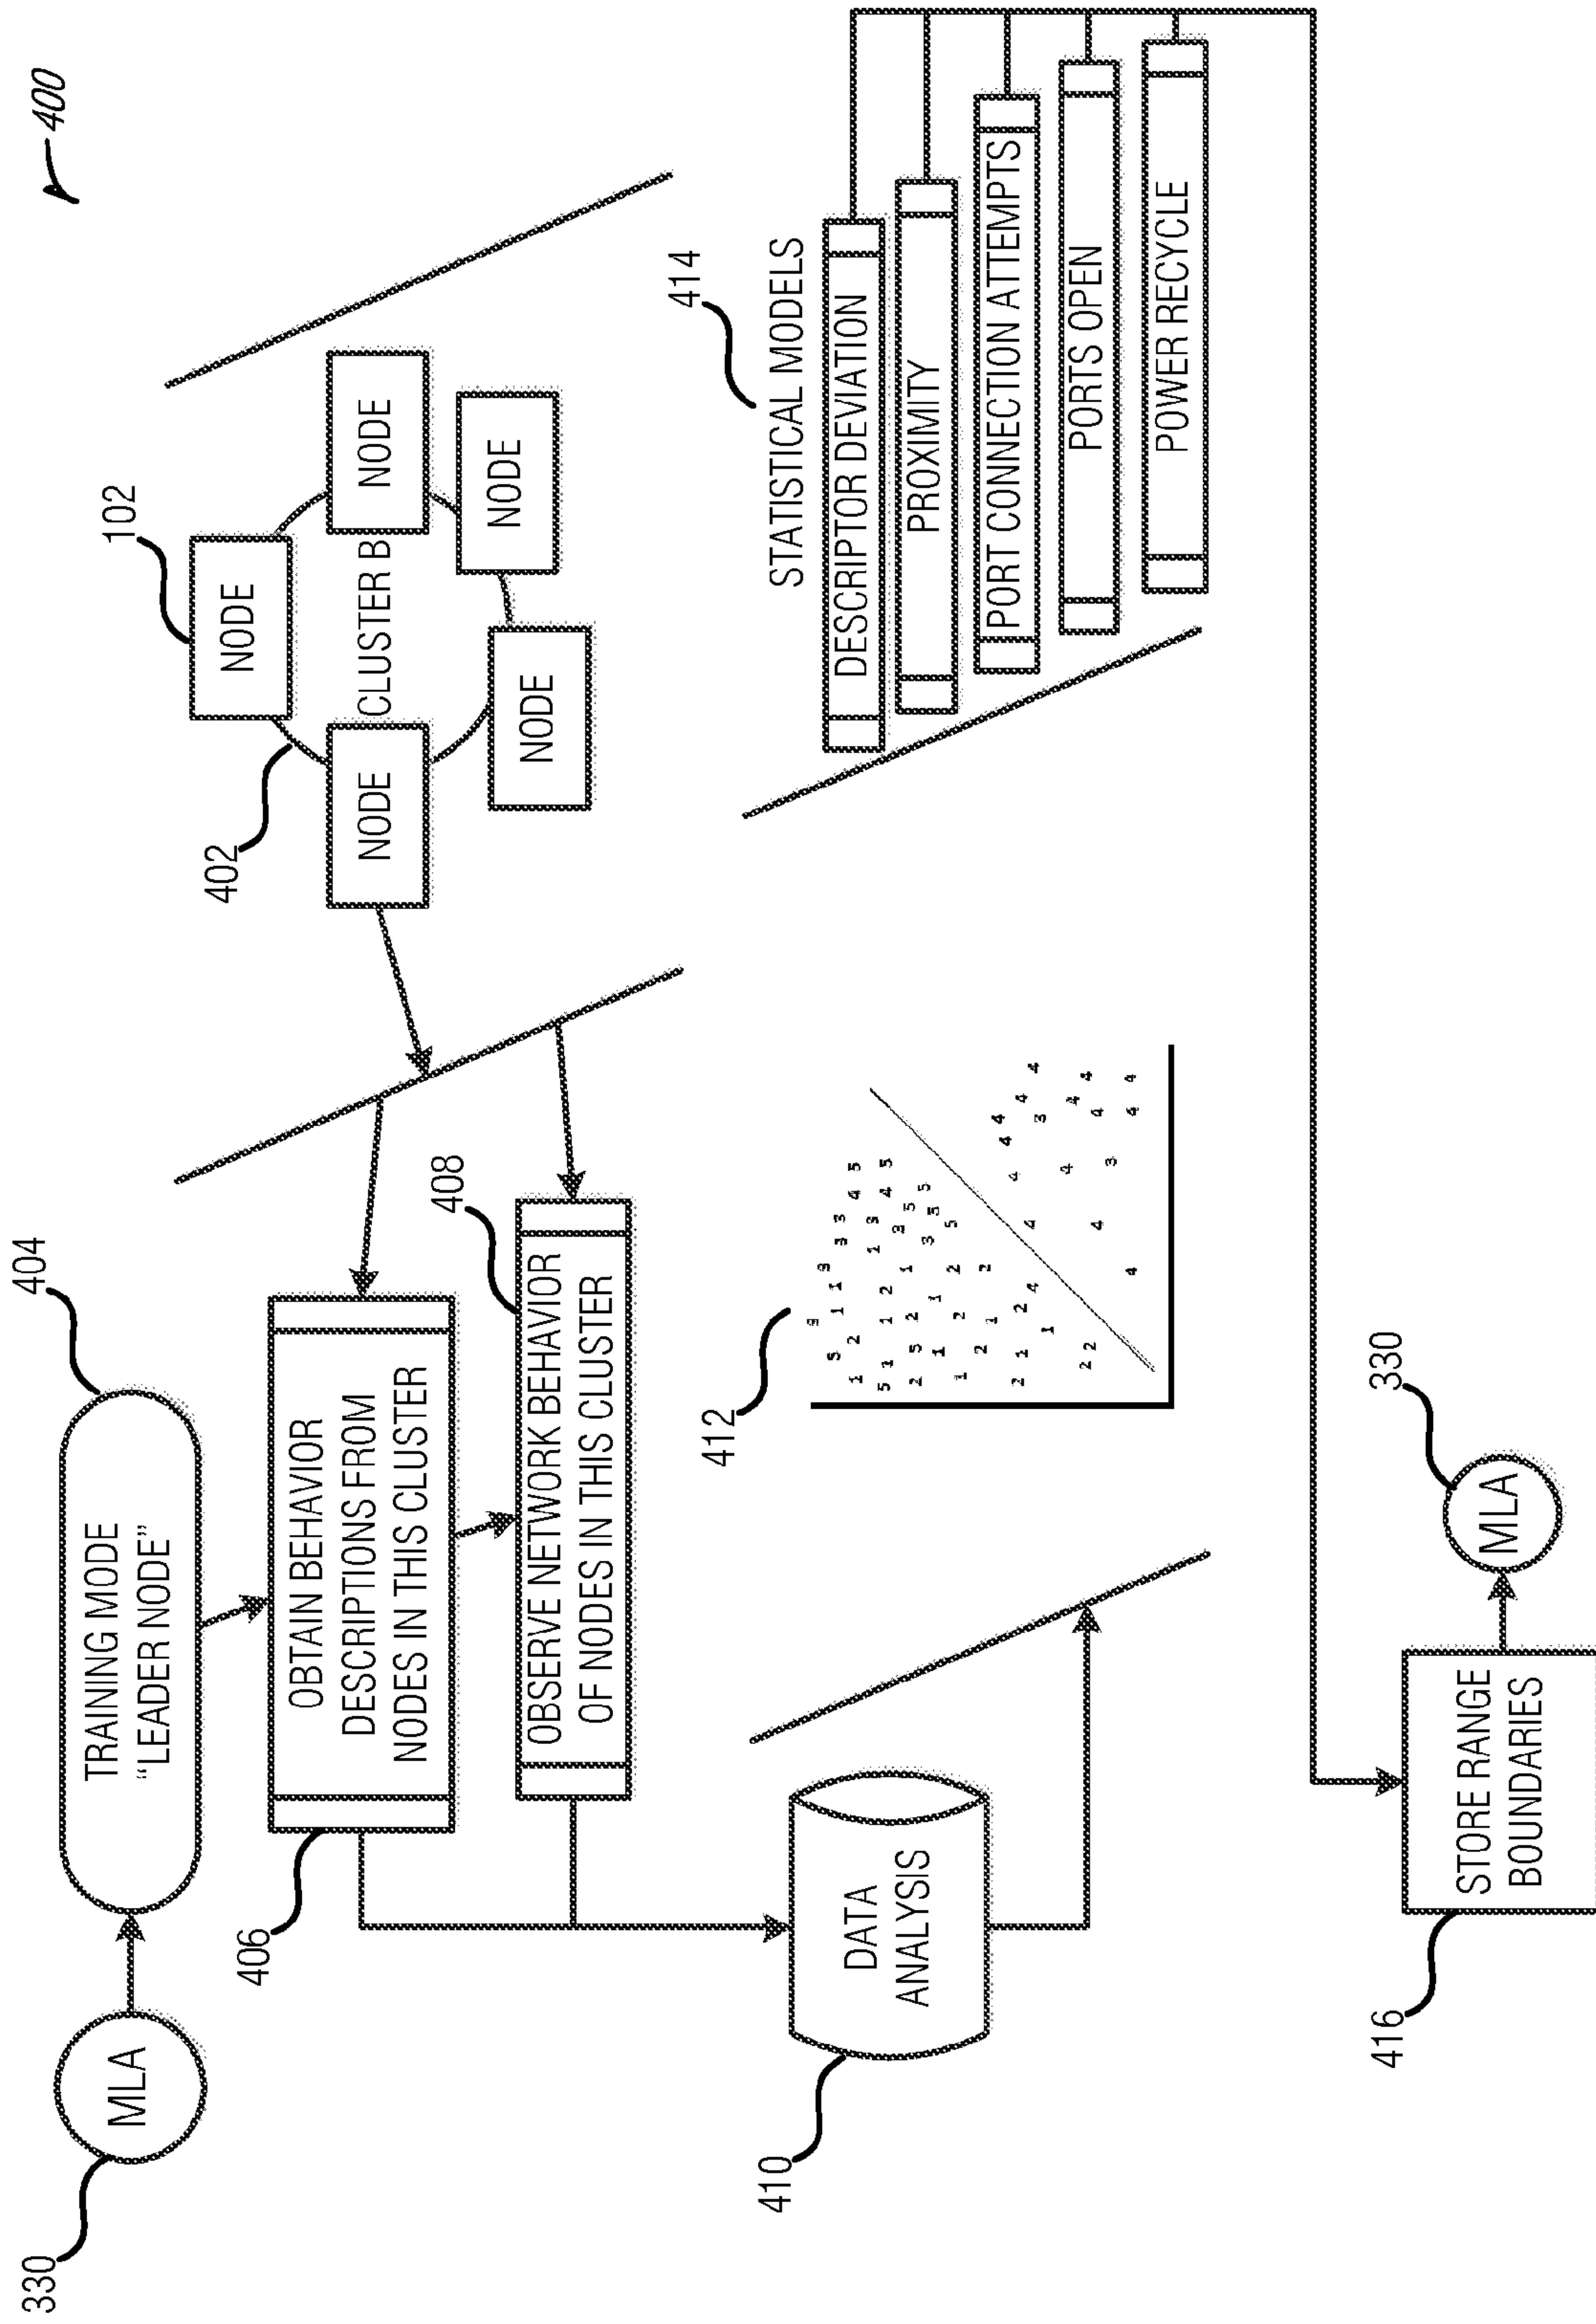 400
330
MLA
404
TRAINING MODE
"LEADER NODE"
406
OBTAIN BEHAVIOR
DESCRIPTIONS FROM
NODES IN THIS CLUSTER
408
OBSERVE NETWORK BEHAVIOR
OF NODES IN THIS CLUSTER
402
102
NODE
NODE
CLUSTER B
NODE
NODE
NODE
410
DATA
ANALYSIS
412
414
STATISTICAL MODELS
DESCRIPTOR DEVIATION
PROXIMITY
PORT CONNECTION ATTEMPTS
PORTS OPEN
POWER RECYCLE
416
STORE RANGE
BOUNDARIES
330
MLA